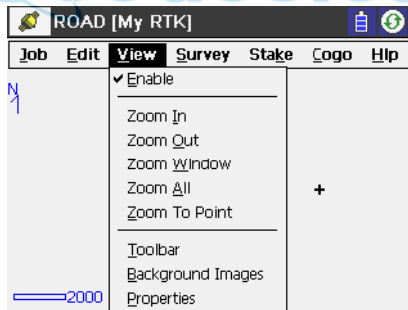 ROAD [My RTK]
Job Edit View Survey Stake Cogo Hlp
Enable
N
Zoom In
Zoom Out
Zoom Window
Zoom All
Zoom To Point
Toolbar
Background Images
2000 Properties